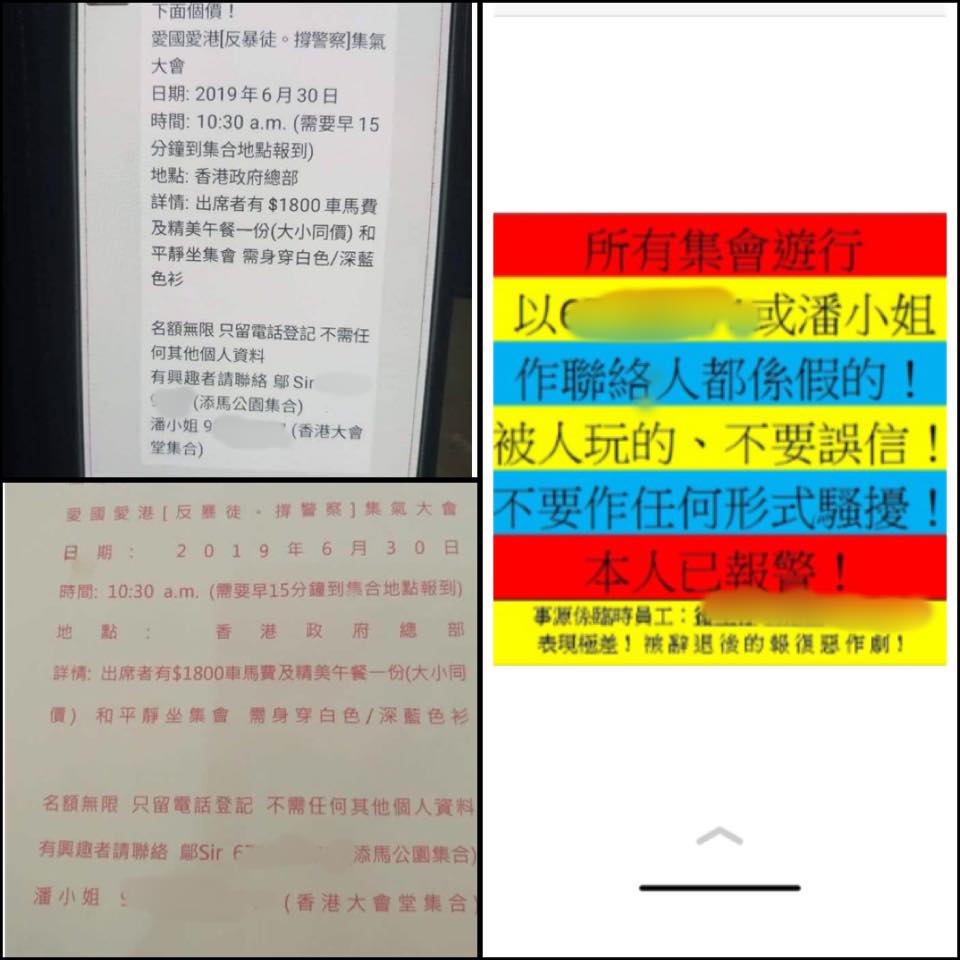 下面個價！
愛國愛港[反暴徒。撐警察]集氣
大會
日期: 2019年6月30日
時間: 10:30 a.m. (需要早15
分鐘到集合地點報到)
地點: 香港政府總部
詳情: 出席者有 $1800 車馬費
及精美午餐一份(大小同價) 和
平靜坐集會 需身穿白色/深藍
色衫
名額無限 只留電話登記 不需任
何其他個人資料
有興趣者請聯絡 鄔 Sir
9 (添馬公園集合)
潘小姐 9 (香港大會
堂集合)
愛國愛港[反暴徒。撐警察]集氣大會
日期: 2019年6月30日
時間: 10:30 a.m. (需要早15分鐘到集合地點報到)
地點: 香港政府總部
詳情: 出席者有$1800車馬費及精美午餐一份(大小同
價) 和平靜坐集會 需身穿白色/深藍色衫
名額無限 只留電話登記 不需任何其他個人資料
有興趣者請聯絡 鄔Sir 67 添馬公園集合)
潘小姐 9 (香港大會堂集合)
所有集會遊行
以6 或潘小姐
作聯絡人都係假的！
被人玩的、不要誤信！
不要作任何形式騷擾！
本人已報警！
事源係臨時員工：
表現極差！被辭退後的報復惡作劇！